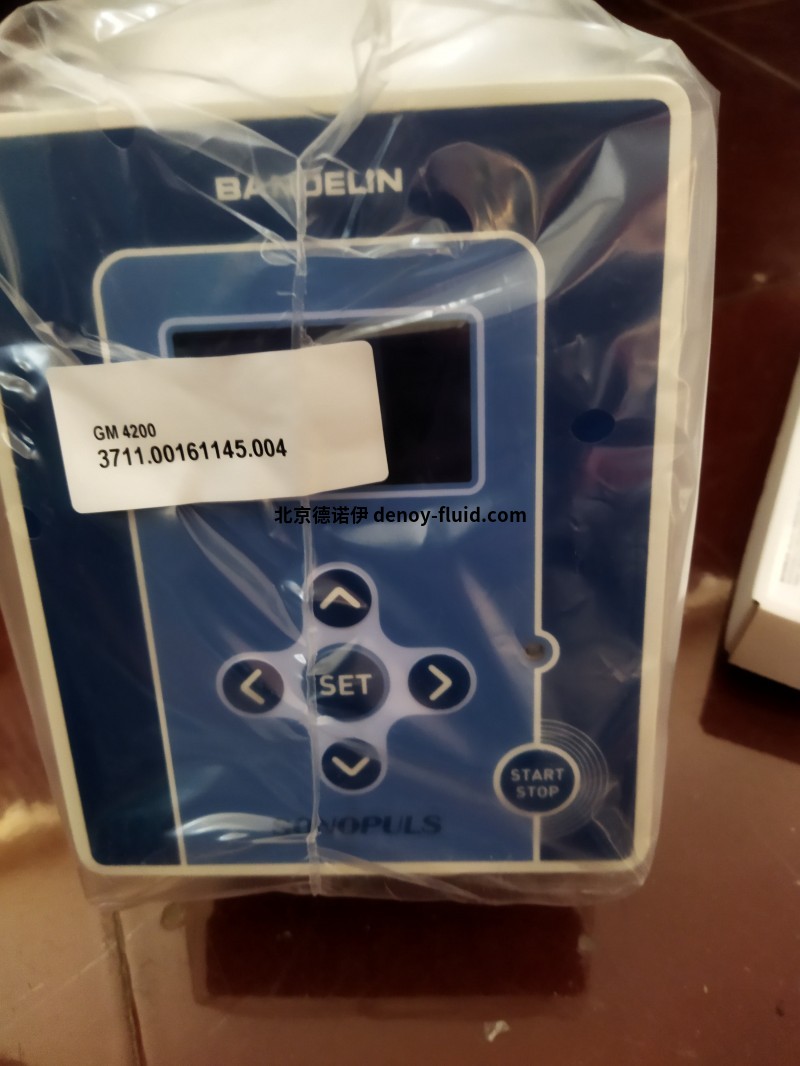 BANDELIN
GM 4200
3711.00161145.004
北京德诺伊 denoy-fluid.com
SET
START
STOP
SONOPULS